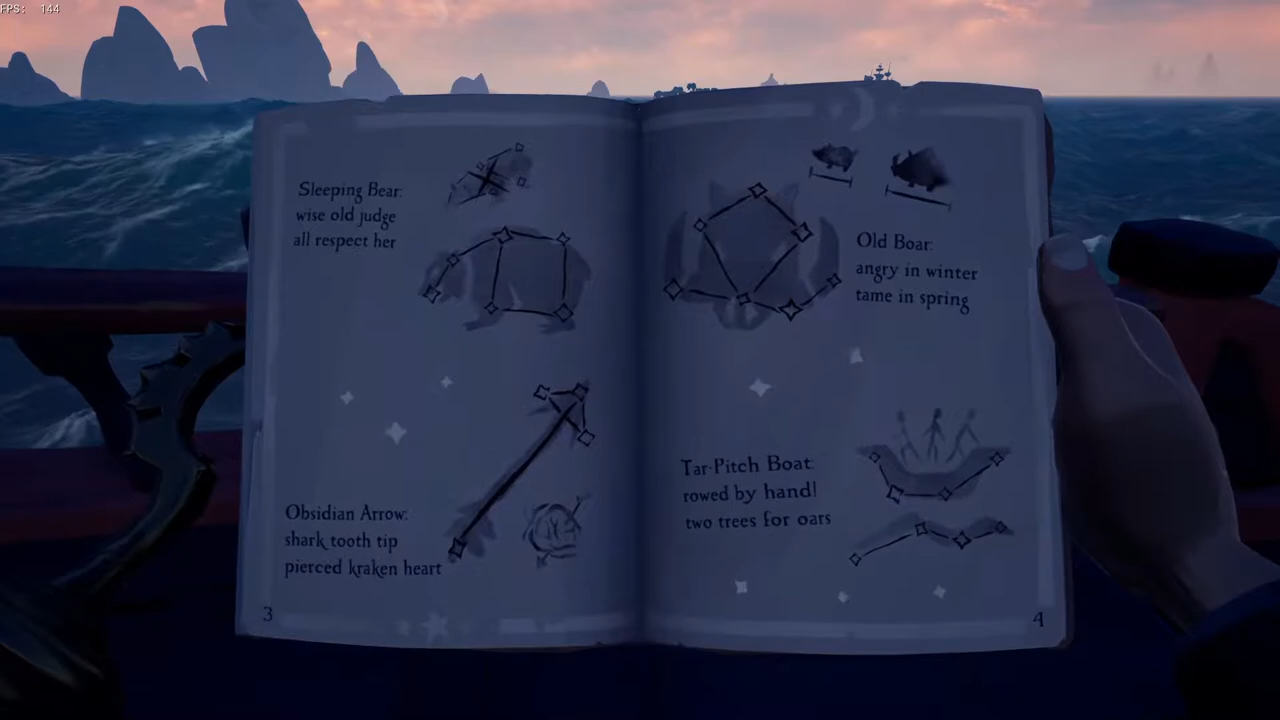 FPS: 144
Sleeping Bear:
wise old judge
all respect her
Obsidian Arrow:
shark tooth tip
pierced kraken heart
3
Old Boar:
angry in winter
tame in spring
Tar-Pitch Boat:
rowed by hand!
two trees for oars
4